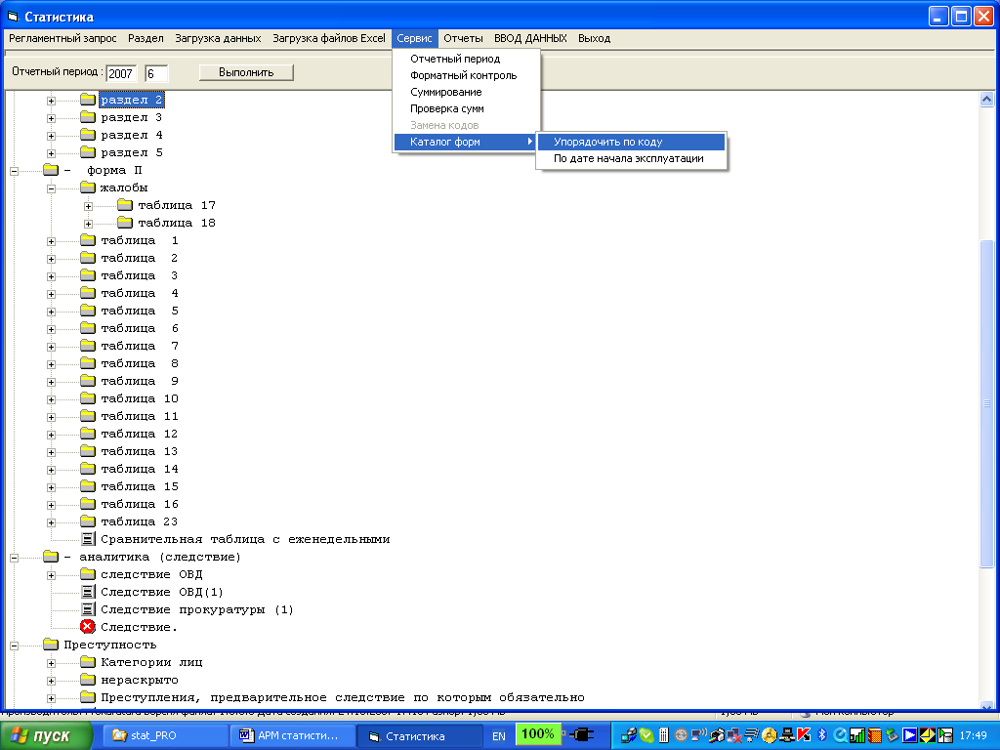 Статистика
Регламентный запрос Раздел Загрузка данных Загрузка файлов Excel Сервис Отчеты ВВОД ДАННЫХ Выход
Отчетный период : 2007 6 Выполнить
Отчетный период
Форматный контроль
Суммирование
Проверка сумм
Замена кодов
Каталог форм
Упорядочить по коду
По дате начала эксплуатации
раздел 2
раздел 3
раздел 4
раздел 5
- форма П
жалобы
таблица 17
таблица 18
таблица 1
таблица 2
таблица 3
таблица 4
таблица 5
таблица 6
таблица 7
таблица 8
таблица 9
таблица 10
таблица 11
таблица 12
таблица 13
таблица 14
таблица 15
таблица 16
таблица 23
Сравнительная таблица с еженедельными
- аналитика (следствие)
следствие ОВД
Следствие ОВД(1)
Следствие прокуратуры (1)
Следствие.
Преступность
Категории лиц
нераскрыто
Преступления, предварительное следствие по которым обязательно
пуск stat_PRO АРМ статисти... Статистика EN 100% 17:49